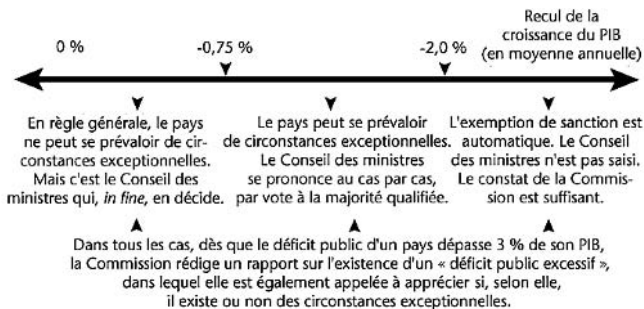 Recul de la
croissance du PIB
(en moyenne annuelle)
0 %
-0,75 %
-2,0 %
En règle générale, le pays
ne peut se prévaloir de cir-
constances exceptionnelles.
Mais c'est le Conseil des
ministres qui, in fine, en décide.
Le pays peut se prévaloir
de circonstances exceptionnelles.
Le Conseil des ministres
se prononce au cas par cas,
par vote à la majorité qualifiée.
L'exemption de sanction est
automatique. Le Conseil
des ministres n'est pas saisi.
Le constat de la Commis-
sion est suffisant.
Dans tous les cas, dès que le déficit public d'un pays dépasse 3 % de son PIB,
la Commission rédige un rapport sur l'existence d'un « déficit public excessif »,
dans lequel elle est également appelée à apprécier si, selon elle,
il existe ou non des circonstances exceptionnelles.